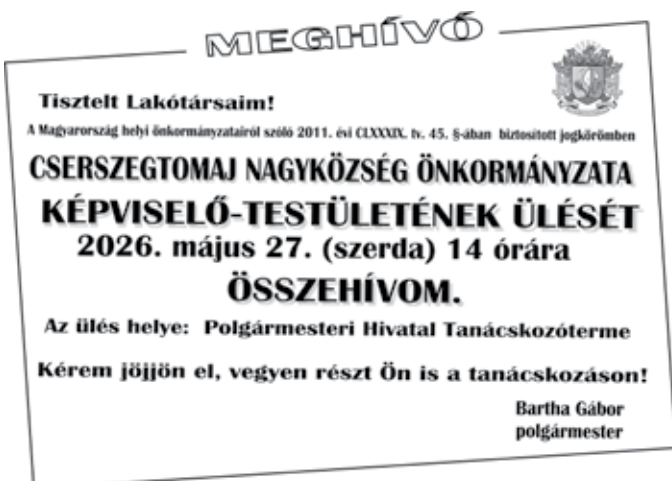 MEGHÍVÓ
Tisztelt Lakótársaim!
A Magyarország helyi önkormányzatairól szóló 2011. évi CLXXXIX. tv. 45. §-ában biztosított jogkörömben
CSERSZEGTOMAJ NAGYKÖZSÉG ÖNKORMÁNYZATA
KÉPVISELŐ-TESTÜLETÉNEK ÜLÉSÉT
2026. május 27. (szerda) 14 órára
ÖSSZEHÍVOM.
Az ülés helye: Polgármesteri Hivatal Tanácskozóterme
Kérem jöjjön el, vegyen részt Ön is a tanácskozáson!
Bartha Gábor
polgármester